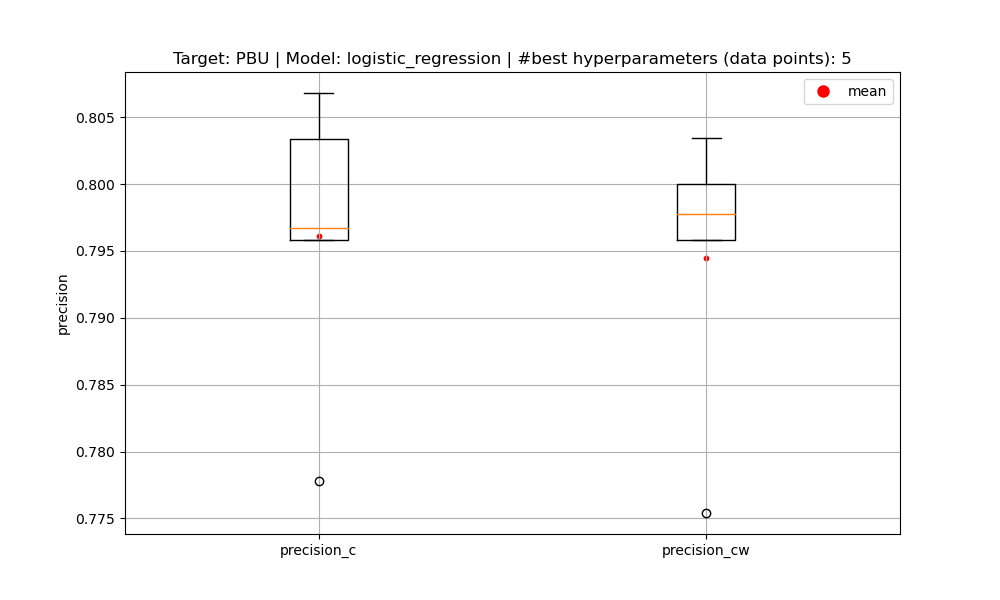 Target: PBU | Model: logistic_regression | #best hyperparameters (data points): 5
mean
0.805
0.800
0.795
0.790
0.785
0.780
0.775
precision
precision_c
precision_cw